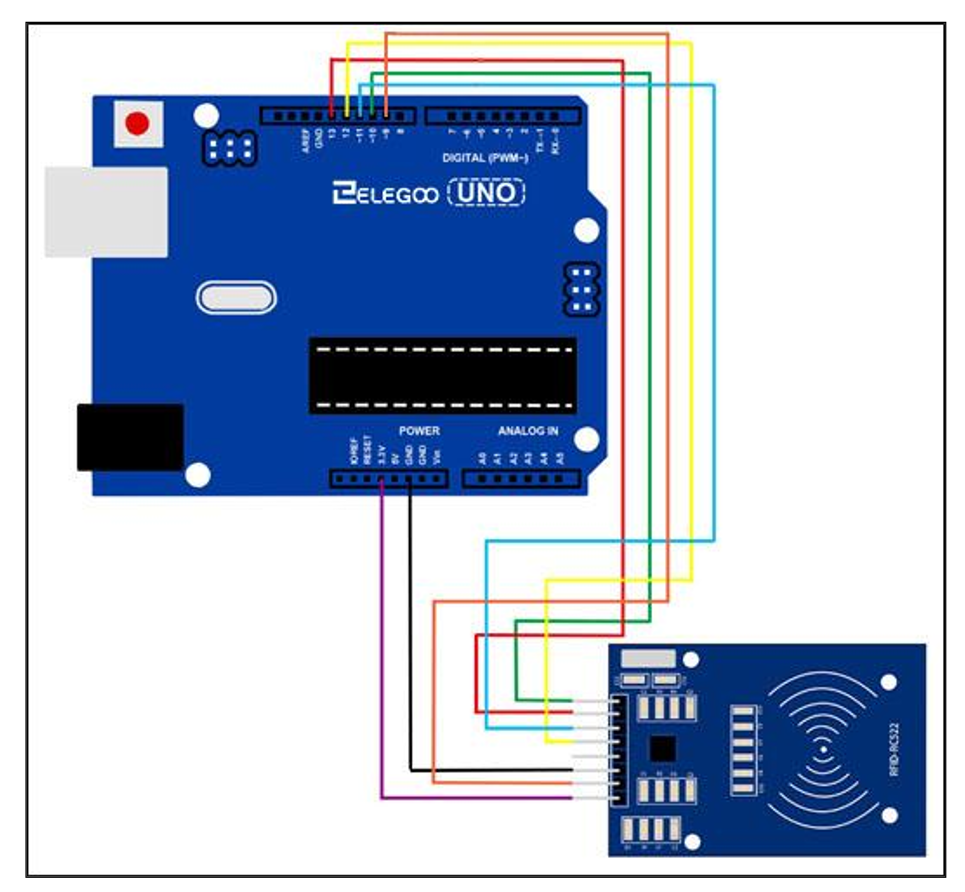 AREF
GND
13
12
~11
~10
~9
8
7
~6
~5
4
~3
2
TX→1
RX←0
DIGITAL (PWM~)
ELEGOO UNO
POWER
ANALOG IN
IOREF
RESET
3.3V
5V
GND
GND
Vin
A0
A1
A2
A3
A4
A5
RFID-RC522